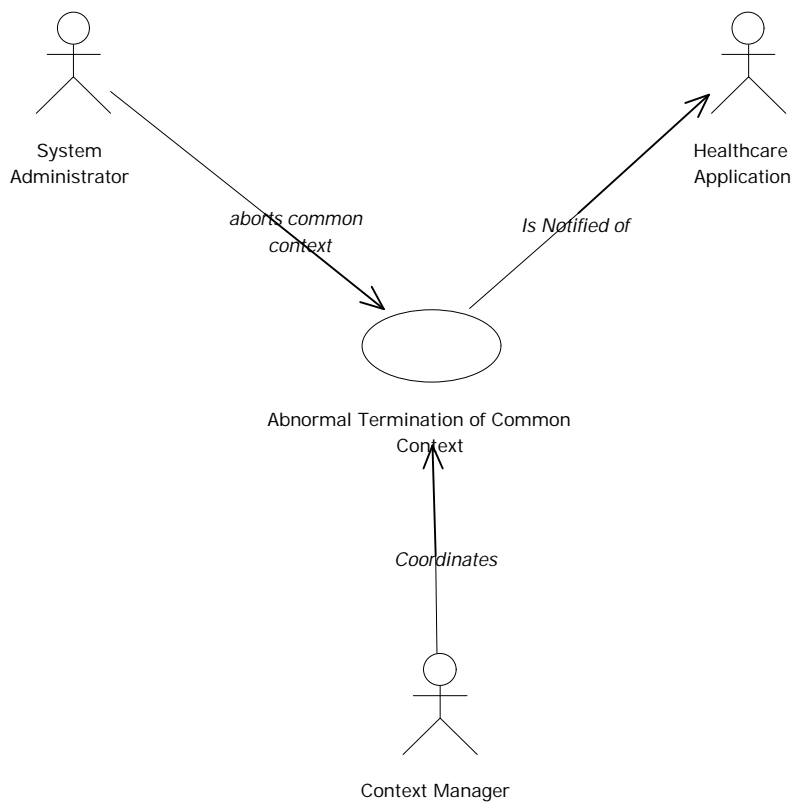 System
Administrator
Healthcare
Application
aborts common
context
Is Notified of
Abnormal Termination of Common
Context
Coordinates
Context Manager